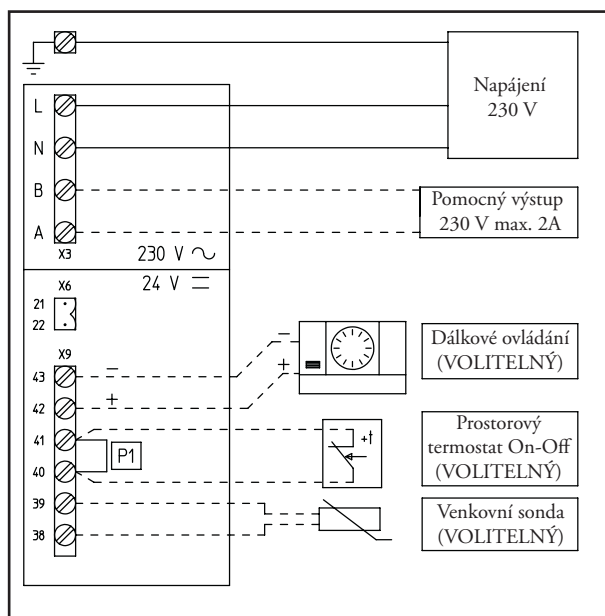 Napájení
230 V
L
N
B
A
X3
230 V
Pomocný výstup
230 V max. 2A
X6
24 V
21
22
X9
43
−
42
+
−
+
Dálkové ovládání
(VOLITELNÝ)
41
P1
40
+t
Prostorový
termostat On-Off
(VOLITELNÝ)
39
38
Venkovní sonda
(VOLITELNÝ)